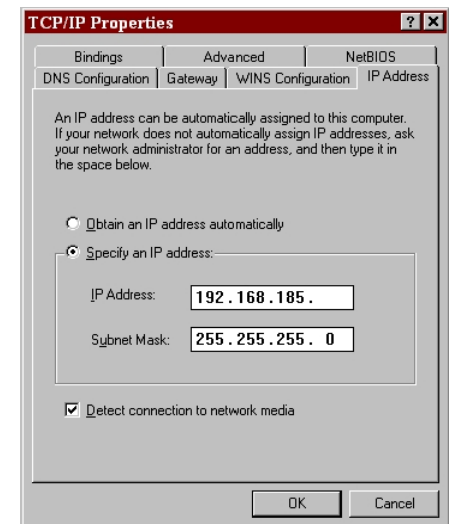 TCP/IP Properties
Bindings Advanced NetBIOS
DNS Configuration Gateway WINS Configuration IP Address
An IP address can be automatically assigned to this computer.
If your network does not automatically assign IP addresses, ask
your network administrator for an address, and then type it in
the space below.
Obtain an IP address automatically
Specify an IP address:
IP Address: 192.168.185.
Subnet Mask: 255.255.255. 0
Detect connection to network media
OK Cancel